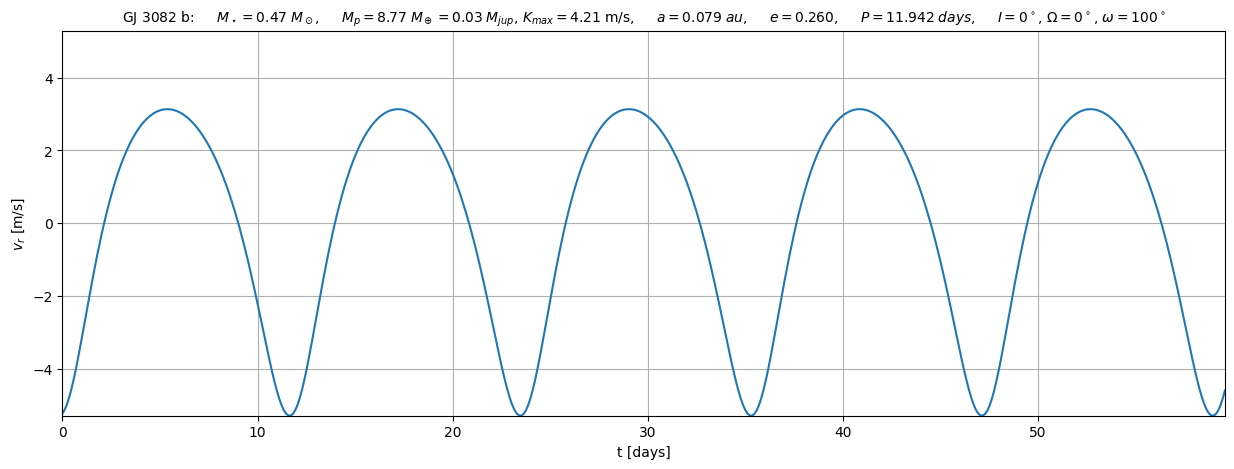 GJ 3082 b: M⋆ = 0.47 M⊙, Mp = 8.77 M⊕ = 0.03 Mjup, Kmax = 4.21 m/s, a = 0.079 au, e = 0.260, P = 11.942 days, I = 0°, Ω = 0°, ω = 100°
4
2
0
−2
−4
vr [m/s]
0 10 20 30 40 50
t [days]